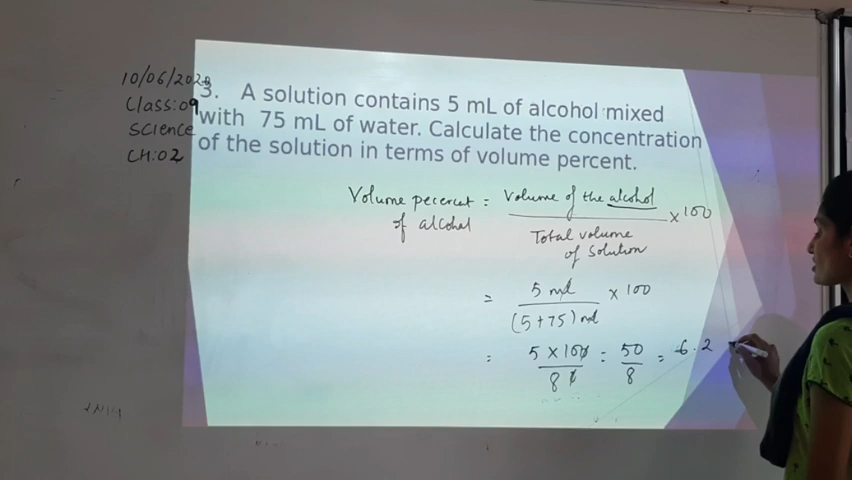 10/06/2020
Class:09
Science
CH:02
3. A solution contains 5 mL of alcohol mixed
with 75 mL of water. Calculate the concentration
of the solution in terms of volume percent.
Volume pecercet = Volume of the alcohol
of alcohol
× 100
Total volume
of Solution
= 5 ml × 100
(5+75) ml
= 5 × 100 = 50 = 6.2
80 8